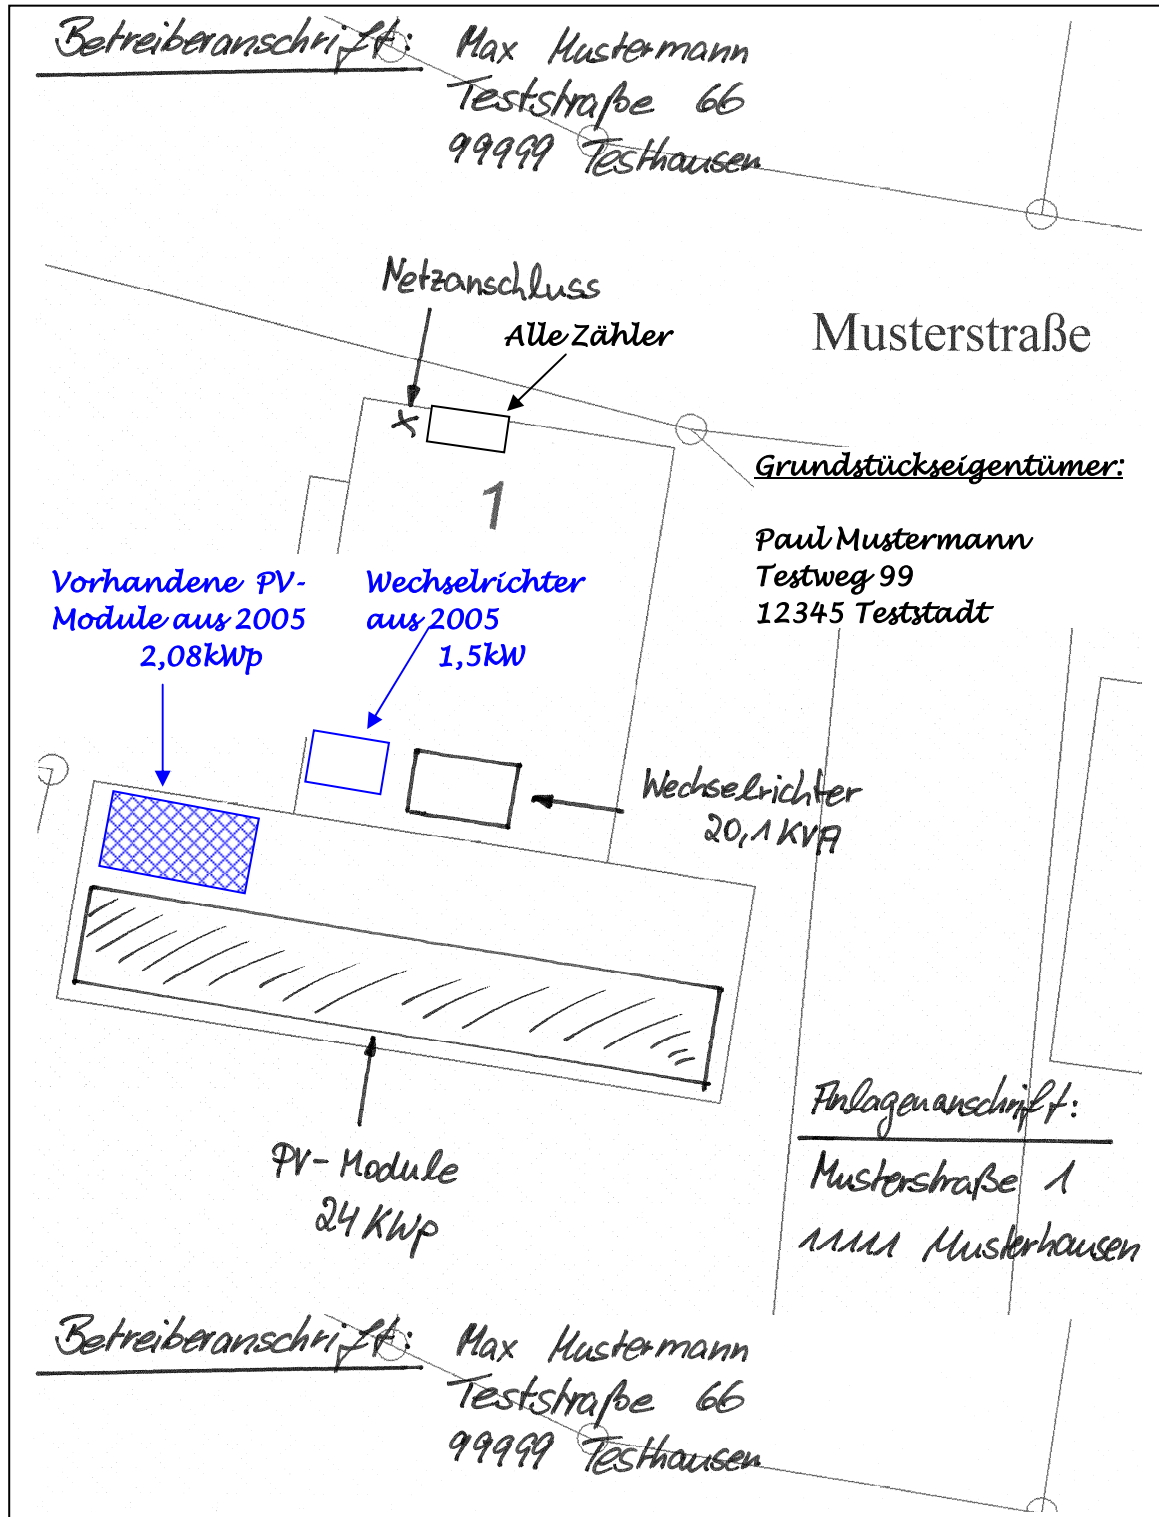 Betreiberanschrift: Max Mustermann
Teststraße 66
99999 Testhausen
Netzanschluss
Alle Zähler
Musterstraße
X
1
Grundstückseigentümer:
Paul Mustermann
Testweg 99
12345 Teststadt
Vorhandene PV-
Module aus 2005
2,08kWp
Wechselrichter
aus 2005
1,5kW
Wechselrichter
20,1 KVA
PV-Module
24 KWp
Anlagenanschrift:
Musterstraße 1
11111 Musterhausen
Betreiberanschrift: Max Mustermann
Teststraße 66
99999 Testhausen